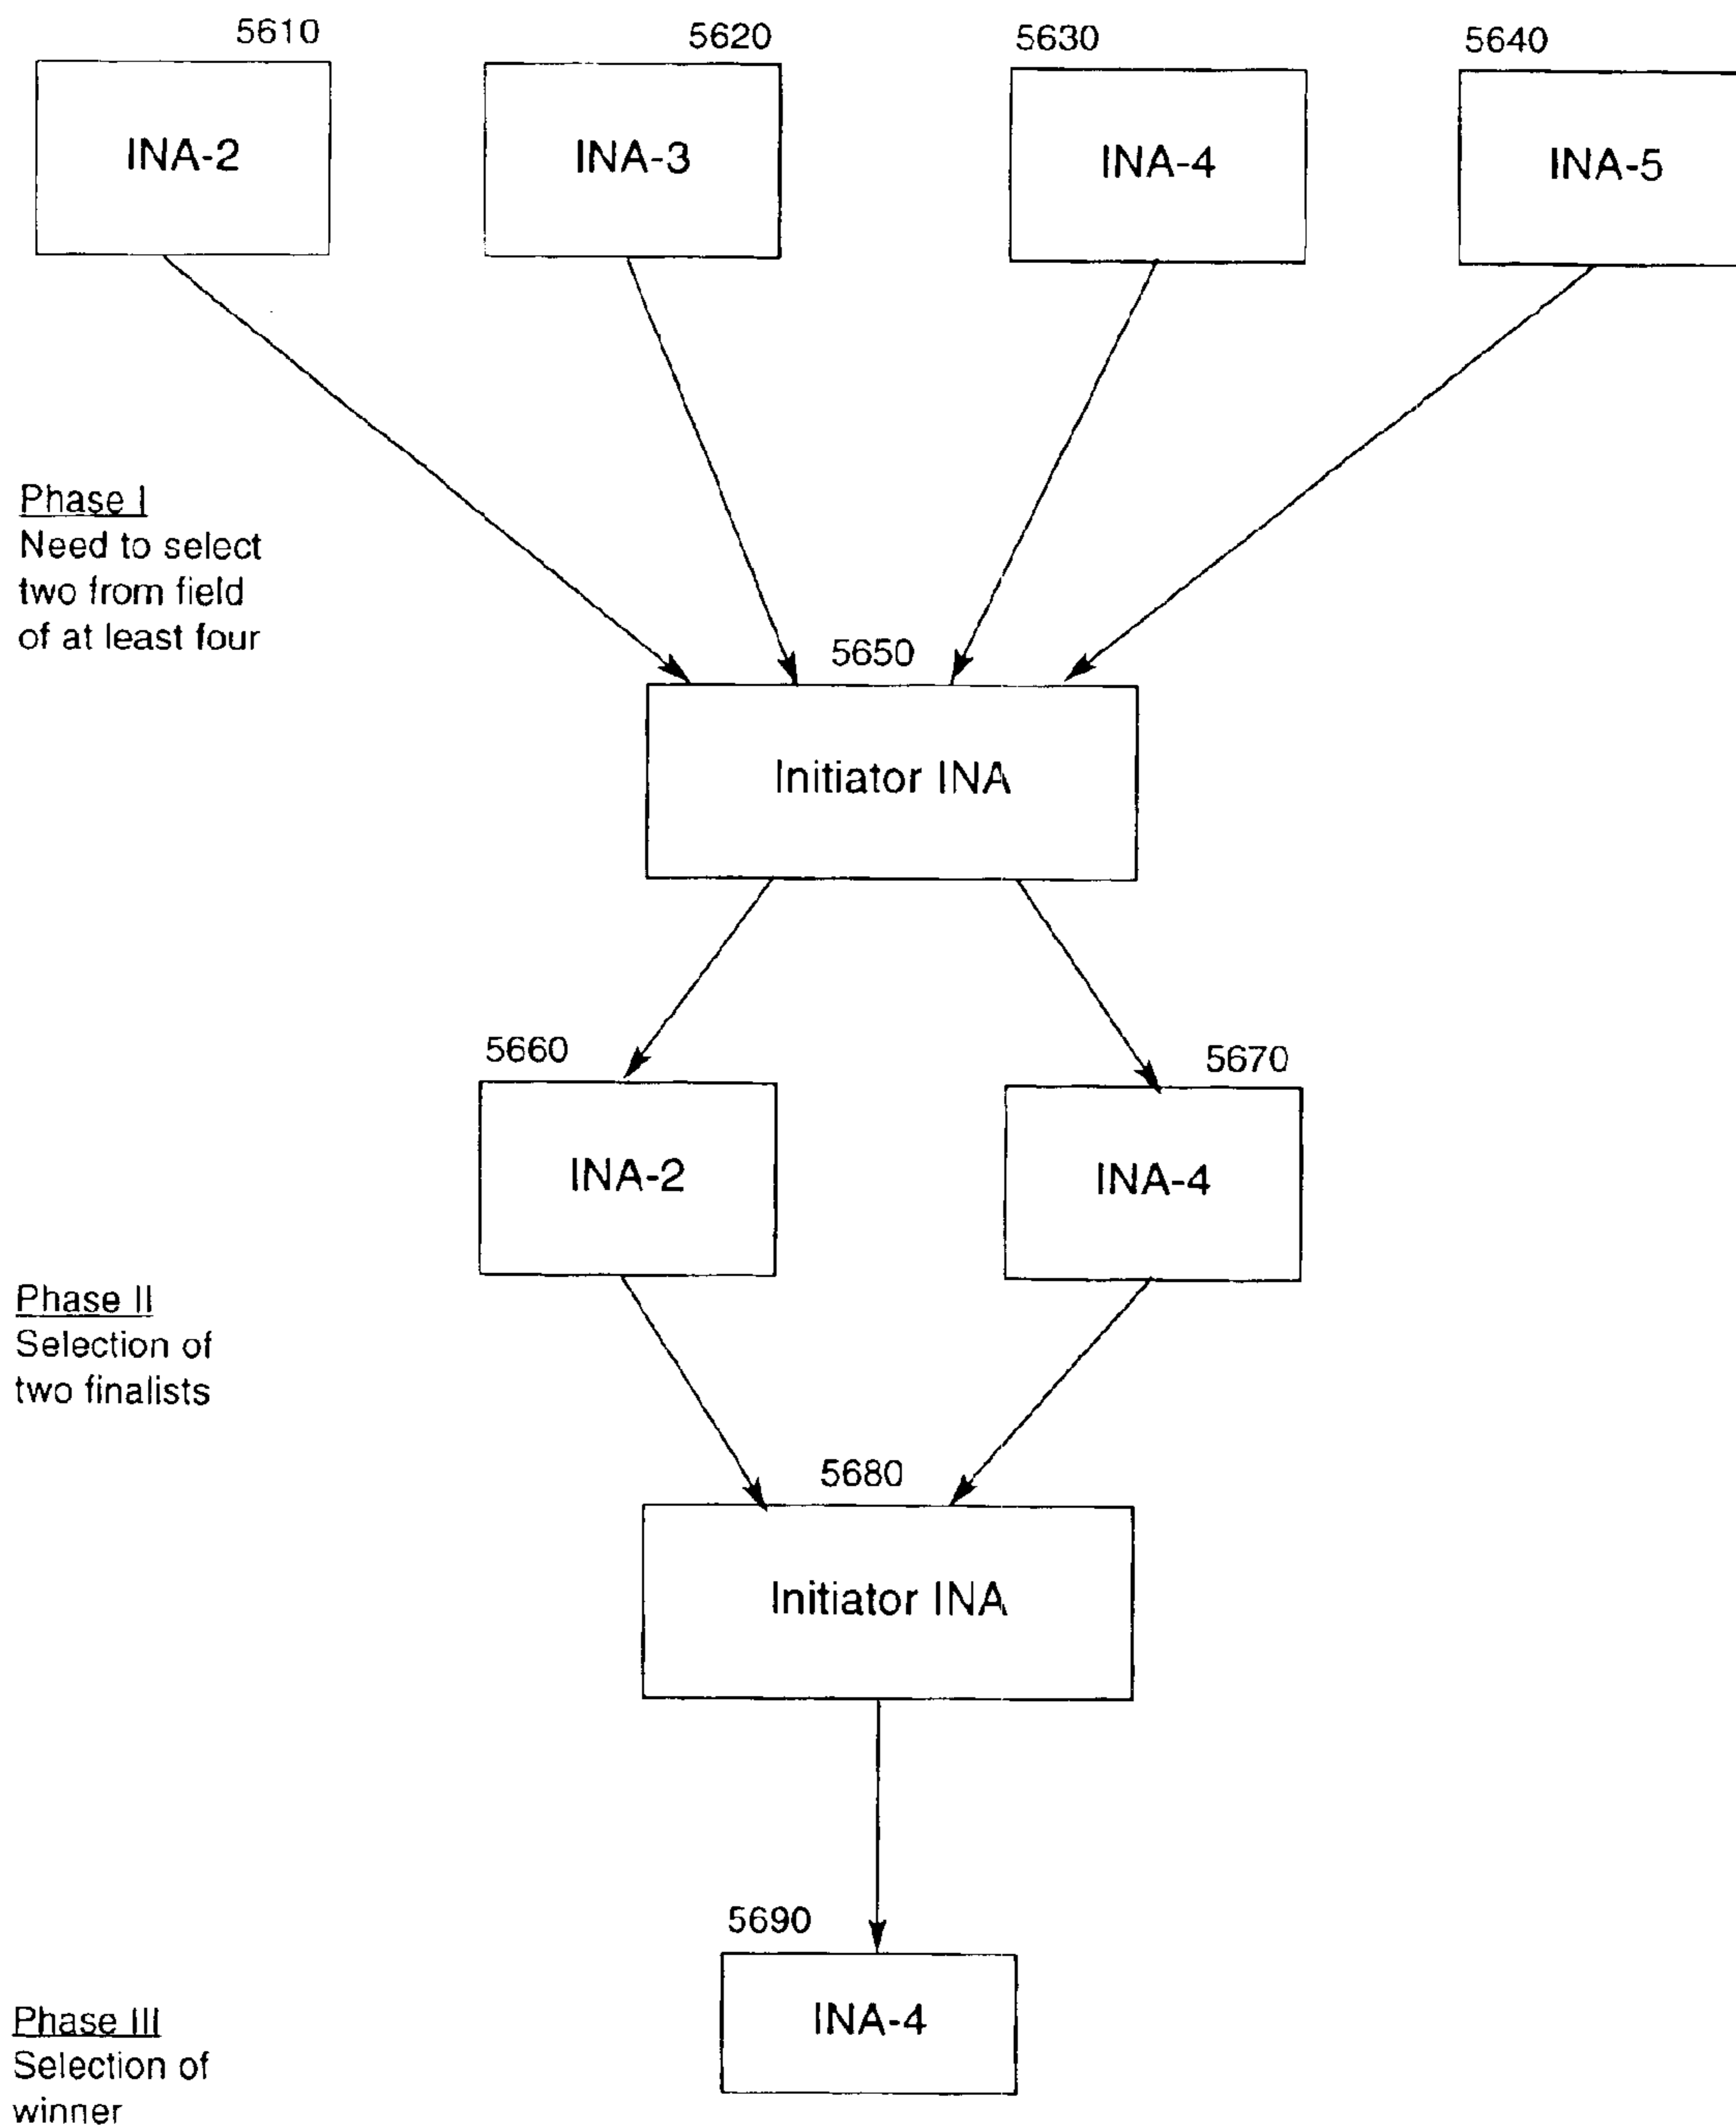 5610
5620
5630
5640
INA-2
INA-3
INA-4
INA-5
Phase I
Need to select
two from field
of at least four
5650
Initiator INA
5660
5670
INA-2
INA-4
Phase II
Selection of
two finalists
5680
Initiator INA
5690
INA-4
Phase III
Selection of
winner